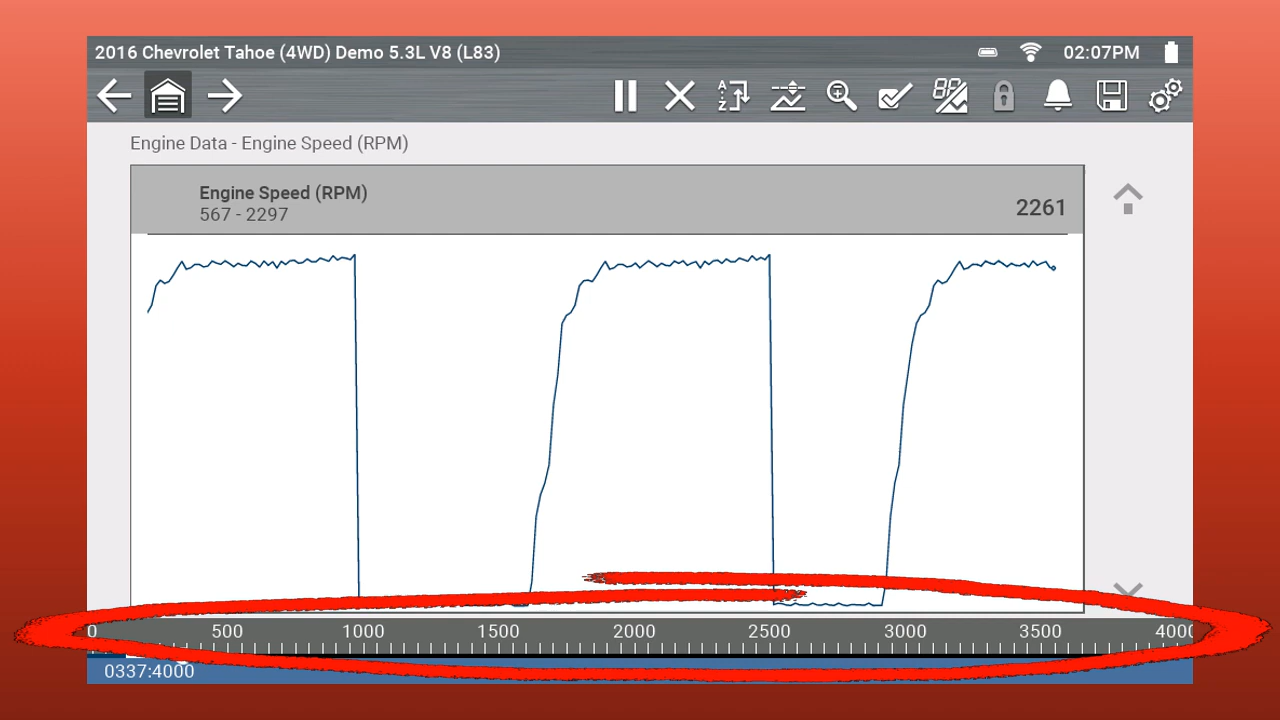 2016 Chevrolet Tahoe (4WD) Demo 5.3L V8 (L83)
02:07PM
Engine Data - Engine Speed (RPM)
Engine Speed (RPM)
567 - 2297
2261
0 500 1000 1500 2000 2500 3000 3500 4000
0337:4000